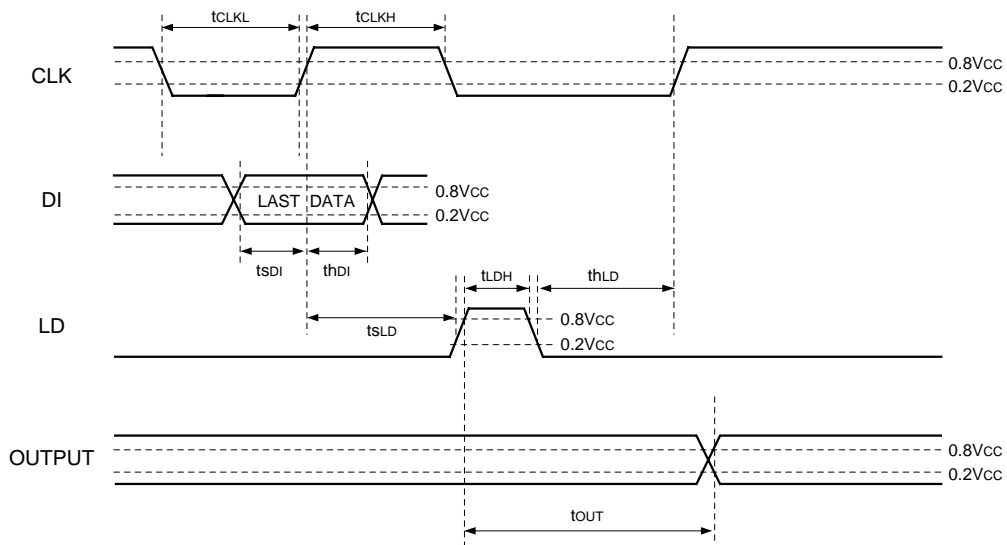 tCLKL
tCLKH
CLK
0.8VCC
0.2VCC
DI
LAST DATA
0.8VCC
0.2VCC
tsDI
thDI
tLDH
thLD
LD
tsLD
0.8VCC
0.2VCC
OUTPUT
0.8VCC
0.2VCC
tOUT